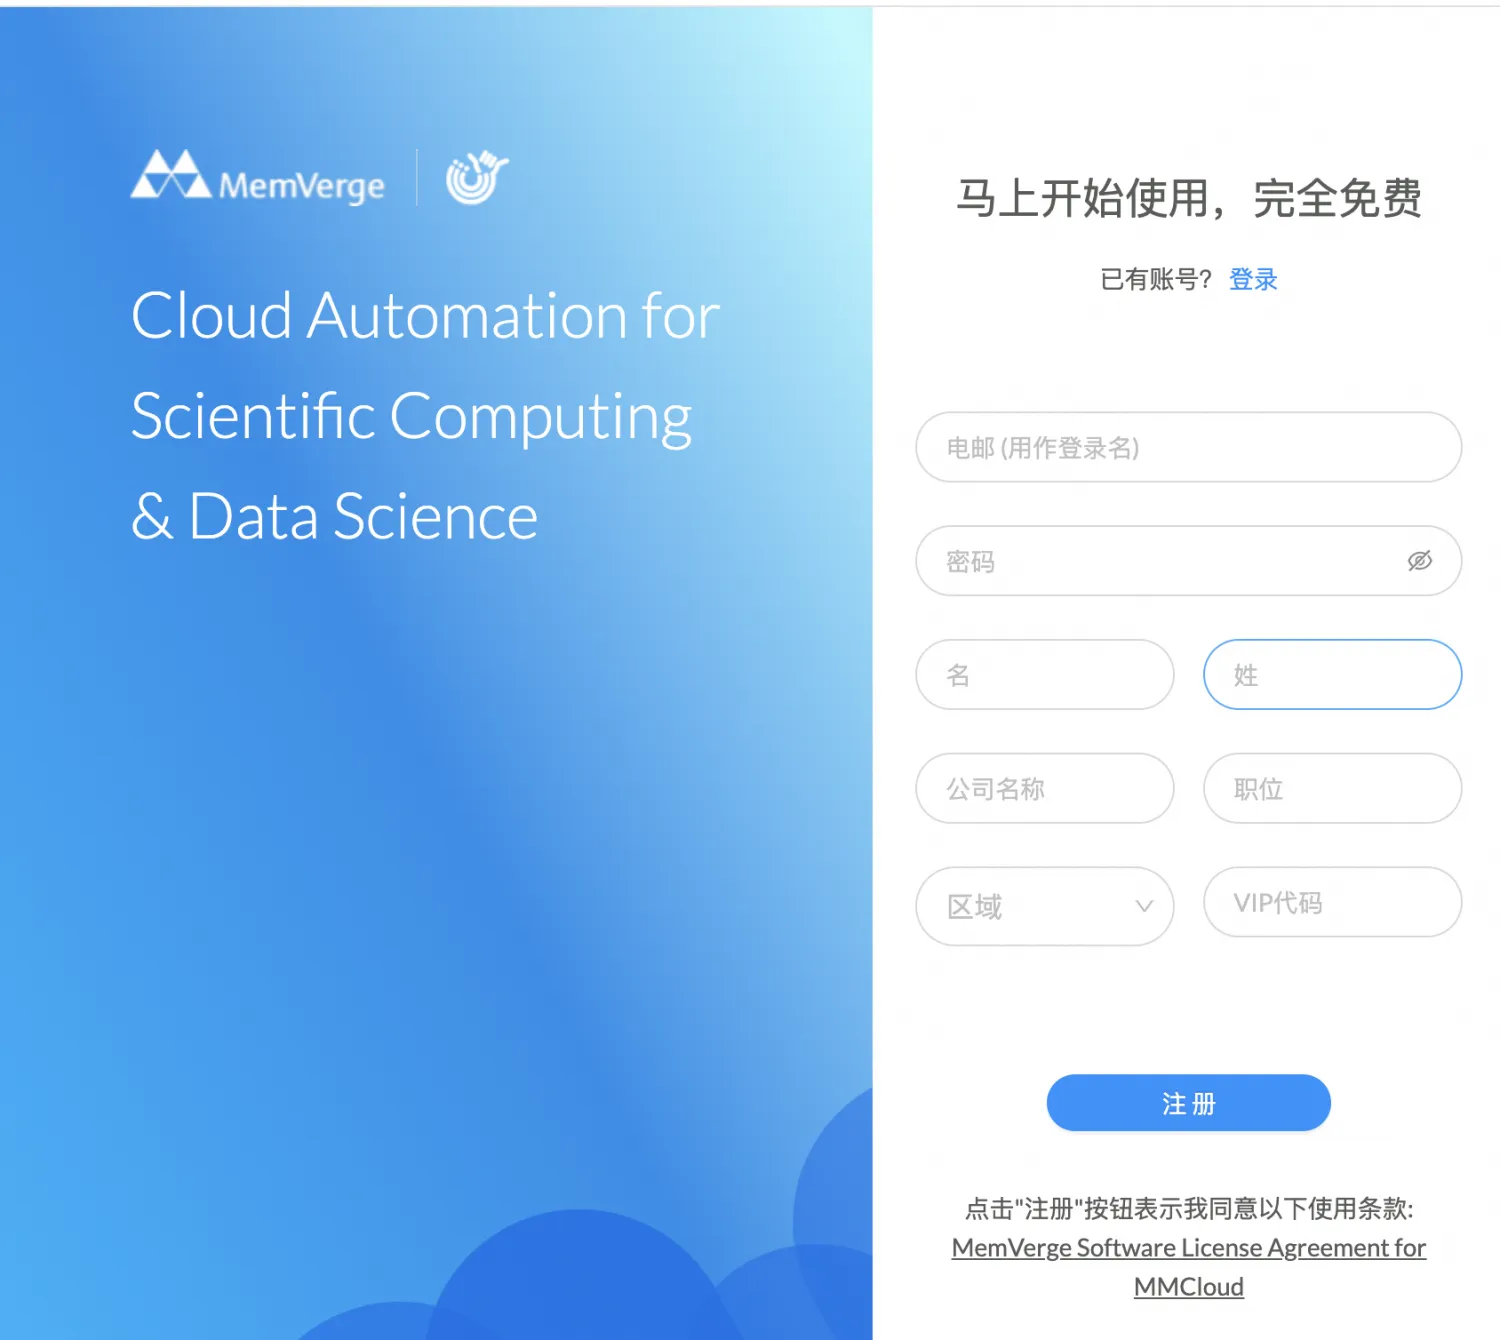 MemVerge
Cloud Automation for
Scientific Computing
& Data Science
马上开始使用，完全免费
已有账号? 登录
电邮 (用作登录名)
密码
名
姓
公司名称
职位
区域
VIP代码
注 册
点击"注册"按钮表示我同意以下使用条款:
MemVerge Software License Agreement for
MMCloud